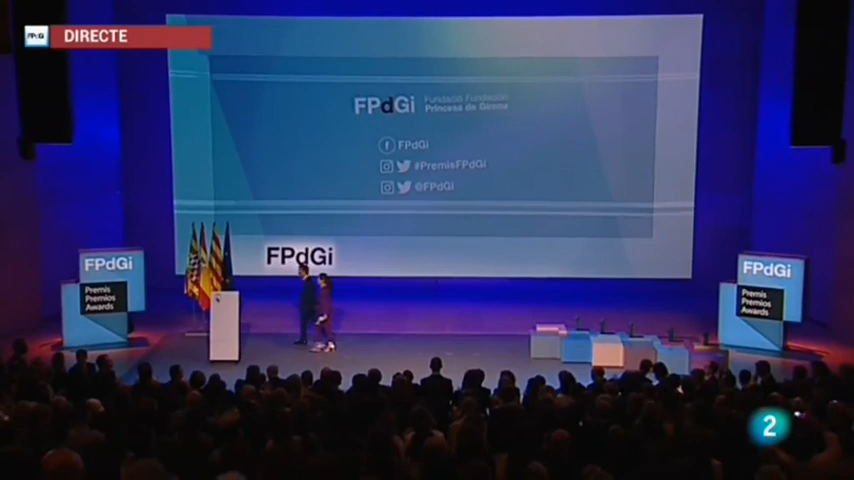 FPdGi
DIRECTE
FPdGi
Fundació Fundación
Princesa de Girona
FPdGi
#PremisFPdGi
@FPdGi
FPdGi
FPdGi
Premis
Premios
Awards
FPdGi
Premis
Premios
Awards
2